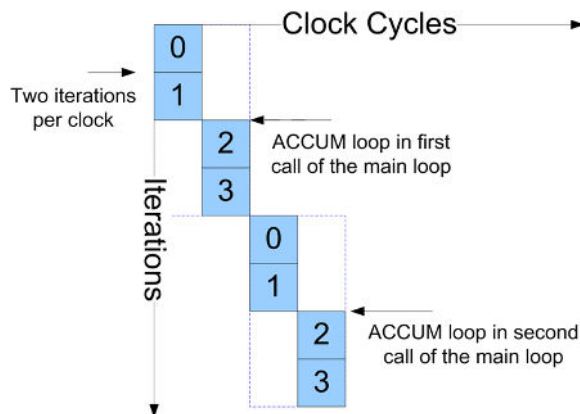 Clock Cycles
0
Two iterations
per clock
1
ACCUM loop in first
call of the main loop
2
3
Iterations
0
1
2
ACCUM loop in second
call of the main loop
3